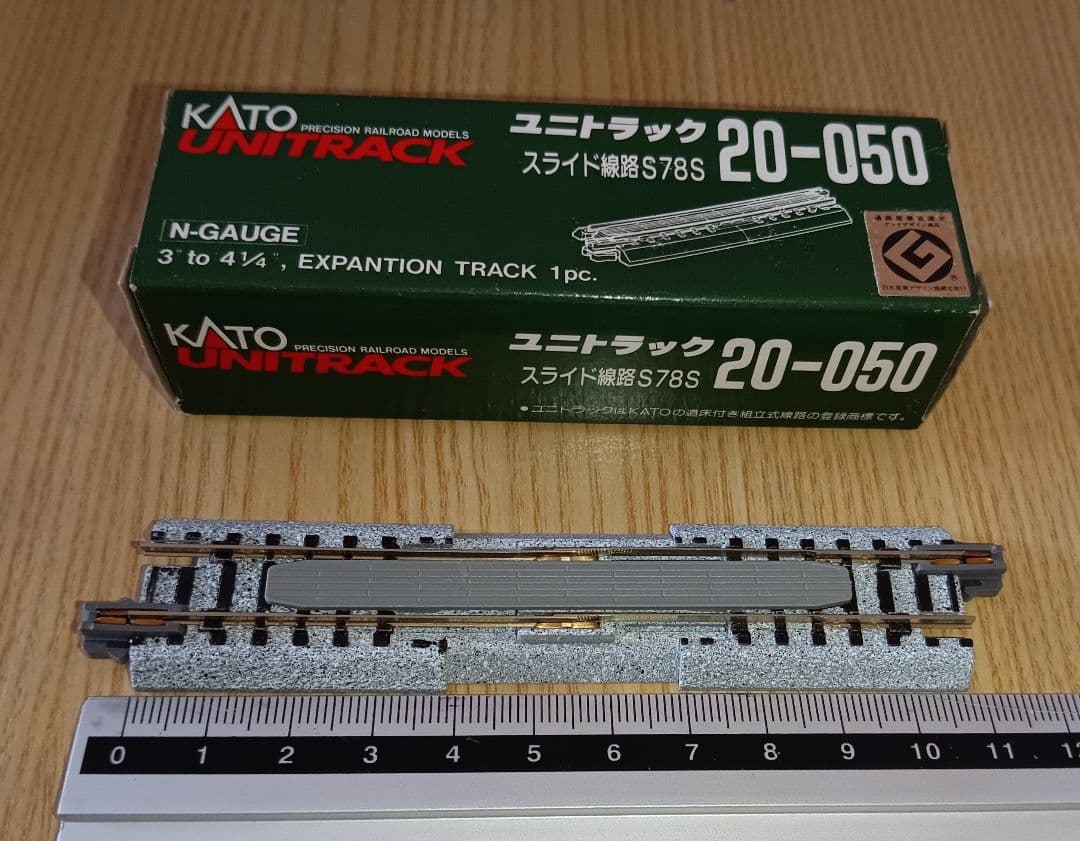 KATO PRECISION RAILROAD MODELS
UNITRACK
ユニトラック 20-050
スライド線路S78S
N-GAUGE
3" to 4 1/4", EXPANTION TRACK 1pc.
G ®
KATO PRECISION RAILROAD MODELS
UNITRACK
ユニトラック 20-050
スライド線路S78S
●ユニトラックはKATOの道床付き組立式線路の登録商標です。
0 1 2 3 4 5 6 7 8 9 10 11